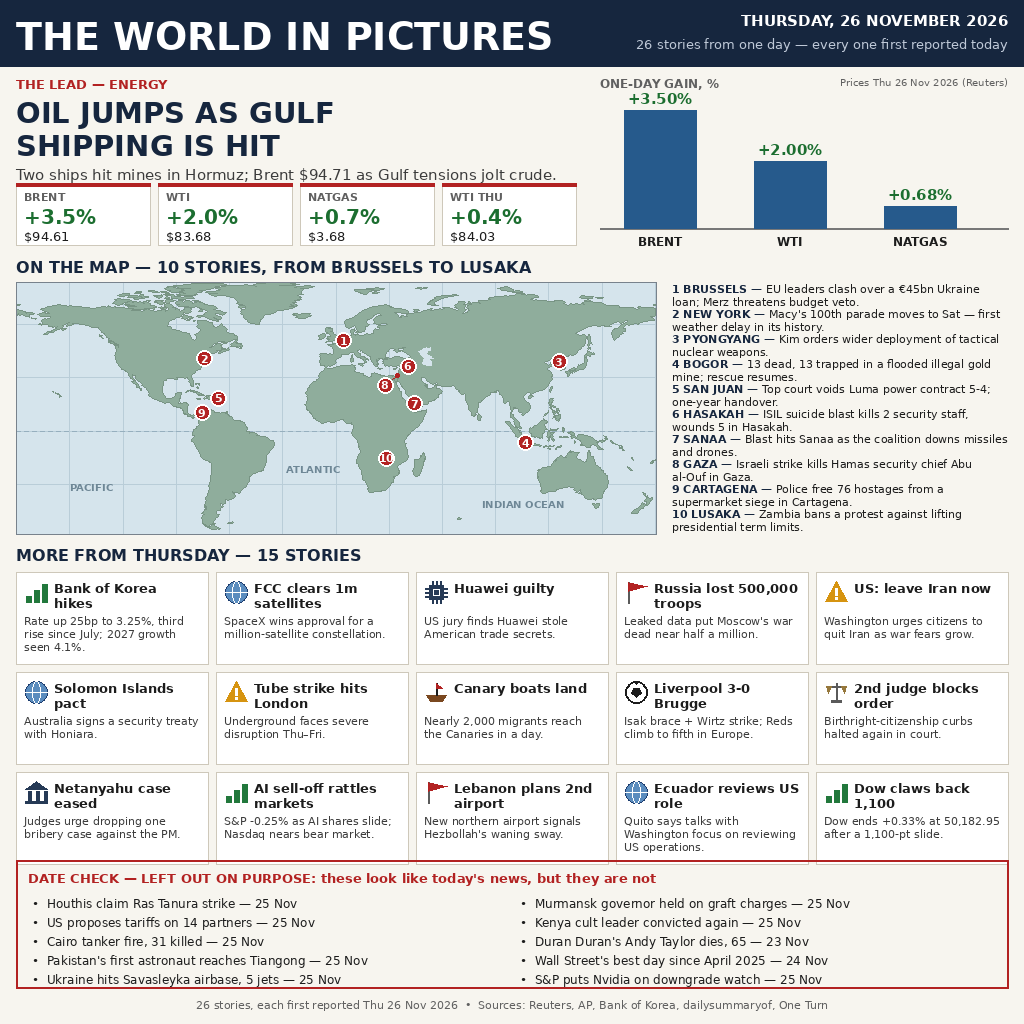 THE WORLD IN PICTURES
THURSDAY, 26 NOVEMBER 2026
26 stories from one day — every one first reported today
THE LEAD — ENERGY
OIL JUMPS AS GULF
SHIPPING IS HIT
Two ships hit mines in Hormuz; Brent $94.71 as Gulf tensions jolt crude.
BRENT
+3.5%
$94.61
WTI
+2.0%
$83.68
NATGAS
+0.7%
$3.68
WTI THU
+0.4%
$84.03
ONE-DAY GAIN, %
Prices Thu 26 Nov 2026 (Reuters)
+3.50%
+2.00%
+0.68%
BRENT
WTI
NATGAS
ON THE MAP — 10 STORIES, FROM BRUSSELS TO LUSAKA
1
2
3
4
5
6
7
8
9
10
PACIFIC
ATLANTIC
INDIAN OCEAN
1 BRUSSELS — EU leaders clash over a €45bn Ukraine
loan; Merz threatens budget veto.
2 NEW YORK — Macy's 100th parade moves to Sat — first
weather delay in its history.
3 PYONGYANG — Kim orders wider deployment of tactical
nuclear weapons.
4 BOGOR — 13 dead, 13 trapped in a flooded illegal gold
mine; rescue resumes.
5 SAN JUAN — Top court voids Luma power contract 5-4;
one-year handover.
6 HASAKAH — ISIL suicide blast kills 2 security staff,
wounds 5 in Hasakah.
7 SANAA — Blast hits Sanaa as the coalition downs missiles
and drones.
8 GAZA — Israeli strike kills Hamas security chief Abu
al-Ouf in Gaza.
9 CARTAGENA — Police free 76 hostages from a
supermarket siege in Cartagena.
10 LUSAKA — Zambia bans a protest against lifting
presidential term limits.
MORE FROM THURSDAY — 15 STORIES
Bank of Korea
hikes
Rate up 25bp to 3.25%, third
rise since July; 2027 growth
seen 4.1%.
FCC clears 1m
satellites
SpaceX wins approval for a
million-satellite constellation.
Huawei guilty
US jury finds Huawei stole
American trade secrets.
Russia lost 500,000
troops
Leaked data put Moscow's war
dead near half a million.
US: leave Iran now
Washington urges citizens to
quit Iran as war fears grow.
Solomon Islands
pact
Australia signs a security treaty
with Honiara.
Tube strike hits
London
Underground faces severe
disruption Thu–Fri.
Canary boats land
Nearly 2,000 migrants reach
the Canaries in a day.
Liverpool 3-0
Brugge
Isak brace + Wirtz strike; Reds
climb to fifth in Europe.
2nd judge blocks
order
Birthright-citizenship curbs
halted again in court.
Netanyahu case
eased
Judges urge dropping one
bribery case against the PM.
AI sell-off rattles
markets
S&P -0.25% as AI shares slide;
Nasdaq nears bear market.
Lebanon plans 2nd
airport
New northern airport signals
Hezbollah's waning sway.
Ecuador reviews US
role
Quito says talks with
Washington focus on reviewing
US operations.
Dow claws back
1,100
Dow ends +0.33% at 50,182.95
after a 1,100-pt slide.
DATE CHECK — LEFT OUT ON PURPOSE: these look like today's news, but they are not
• Houthis claim Ras Tanura strike — 25 Nov
• US proposes tariffs on 14 partners — 25 Nov
• Cairo tanker fire, 31 killed — 25 Nov
• Pakistan's first astronaut reaches Tiangong — 25 Nov
• Ukraine hits Savasleyka airbase, 5 jets — 25 Nov
• Murmansk governor held on graft charges — 25 Nov
• Kenya cult leader convicted again — 25 Nov
• Duran Duran's Andy Taylor dies, 65 — 23 Nov
• Wall Street's best day since April 2025 — 24 Nov
• S&P puts Nvidia on downgrade watch — 25 Nov
26 stories, each first reported Thu 26 Nov 2026 • Sources: Reuters, AP, Bank of Korea, dailysummaryof, One Turn